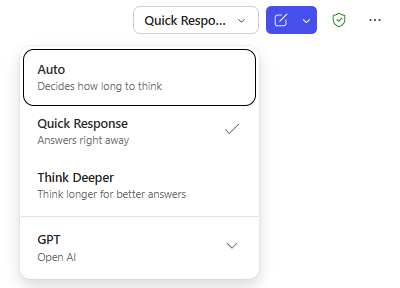 Quick Respo...
Auto
Decides how long to think
Quick Response
Answers right away
Think Deeper
Think longer for better answers
GPT
Open AI